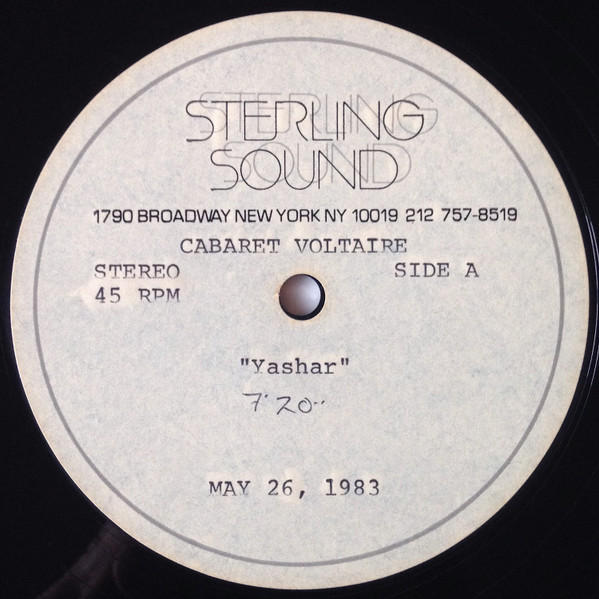 STERLING
SOUND
1790 BROADWAY NEW YORK NY 10019 212 757-8519
CABARET VOLTAIRE
STEREO SIDE A
45 RPM
"Yashar"
7'20''
MAY 26, 1983